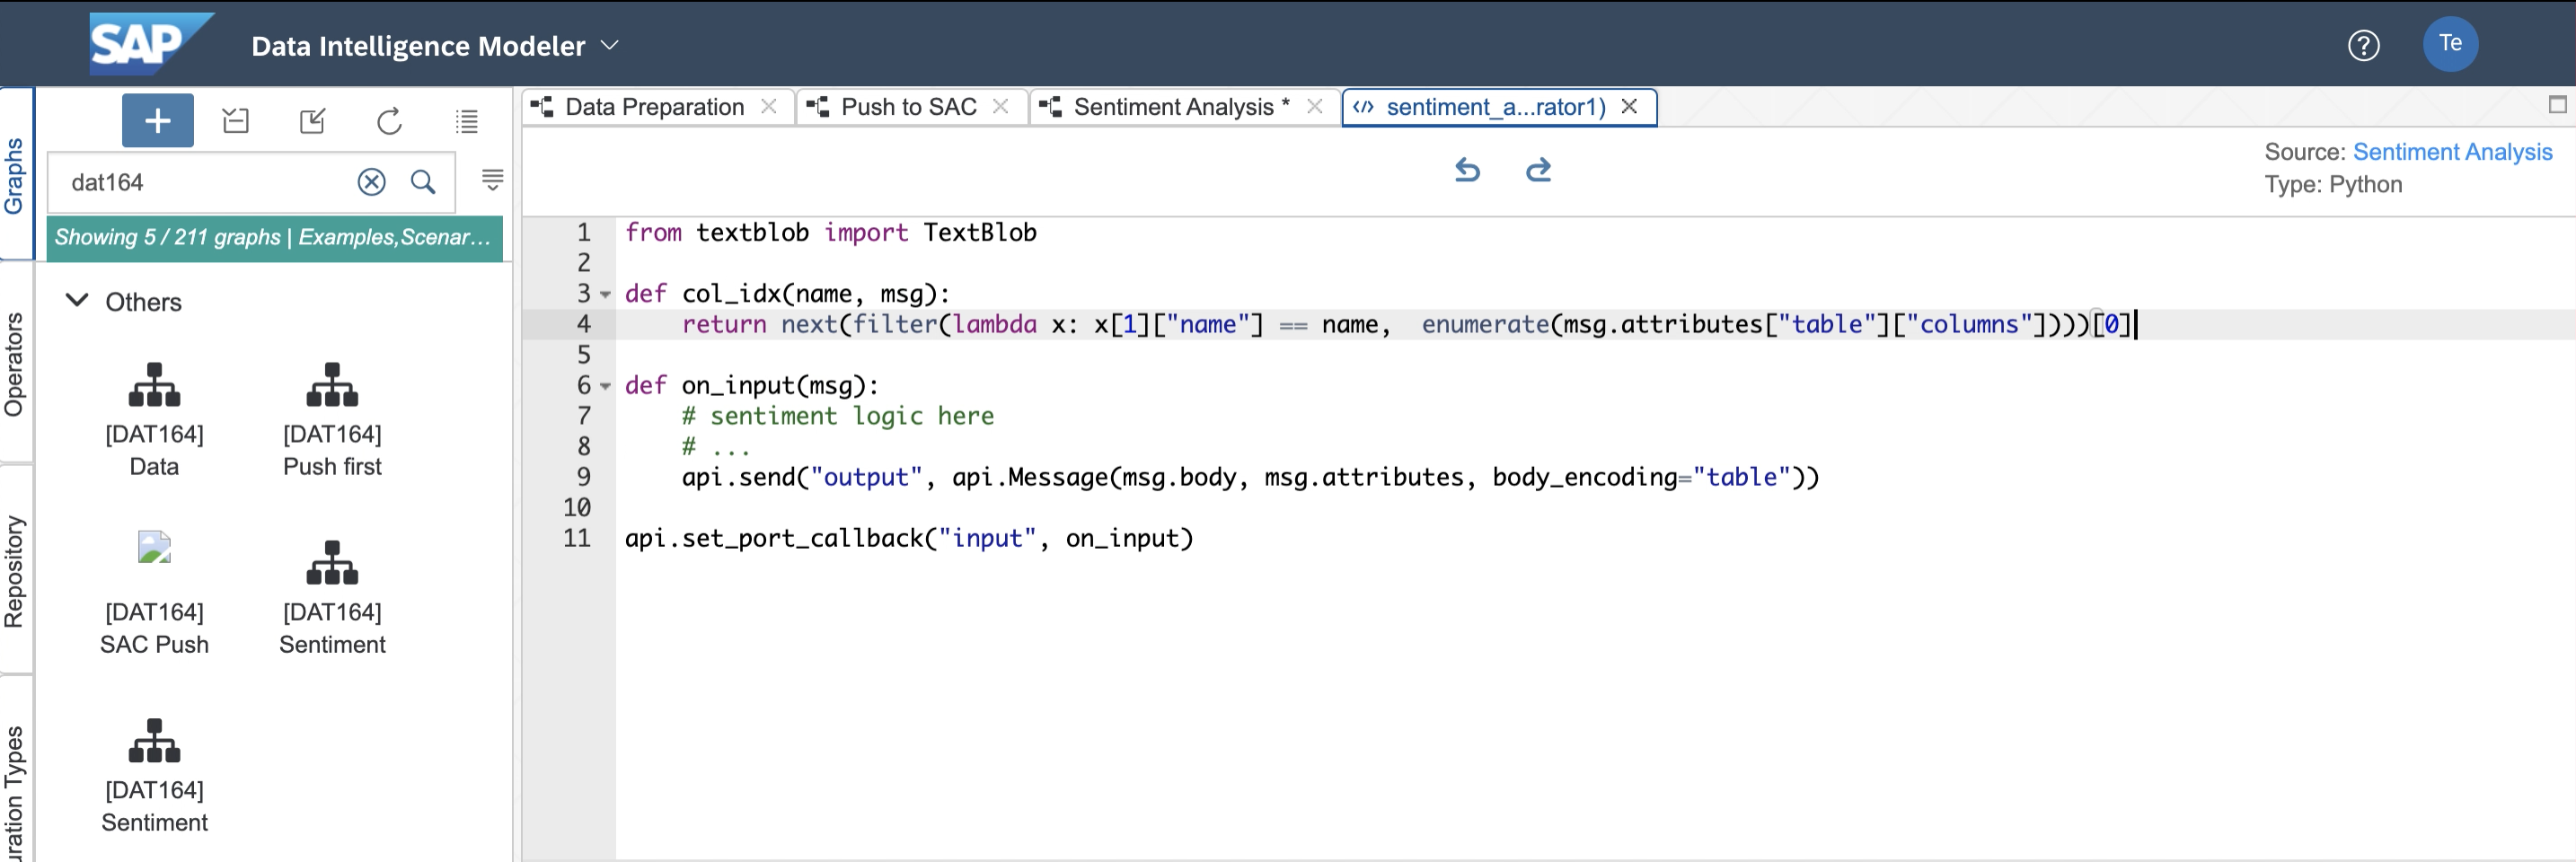 SAP
Data Intelligence Modeler
?
Te
Graphs
Operators
Repository
uration Types
dat164
Showing 5 / 211 graphs | Examples,Scenar...
Others
[DAT164]
Data
[DAT164]
Push first
[DAT164]
SAC Push
[DAT164]
Sentiment
[DAT164]
Sentiment
Data Preparation
Push to SAC
Sentiment Analysis *
</> sentiment_a...rator1)
Source: Sentiment Analysis
Type: Python
1 from textblob import TextBlob
2
3 def col_idx(name, msg):
4     return next(filter(lambda x: x[1]["name"] == name,  enumerate(msg.attributes["table"]["columns"])))[0]
5
6 def on_input(msg):
7     # sentiment logic here
8     # ...
9     api.send("output", api.Message(msg.body, msg.attributes, body_encoding="table"))
10
11 api.set_port_callback("input", on_input)